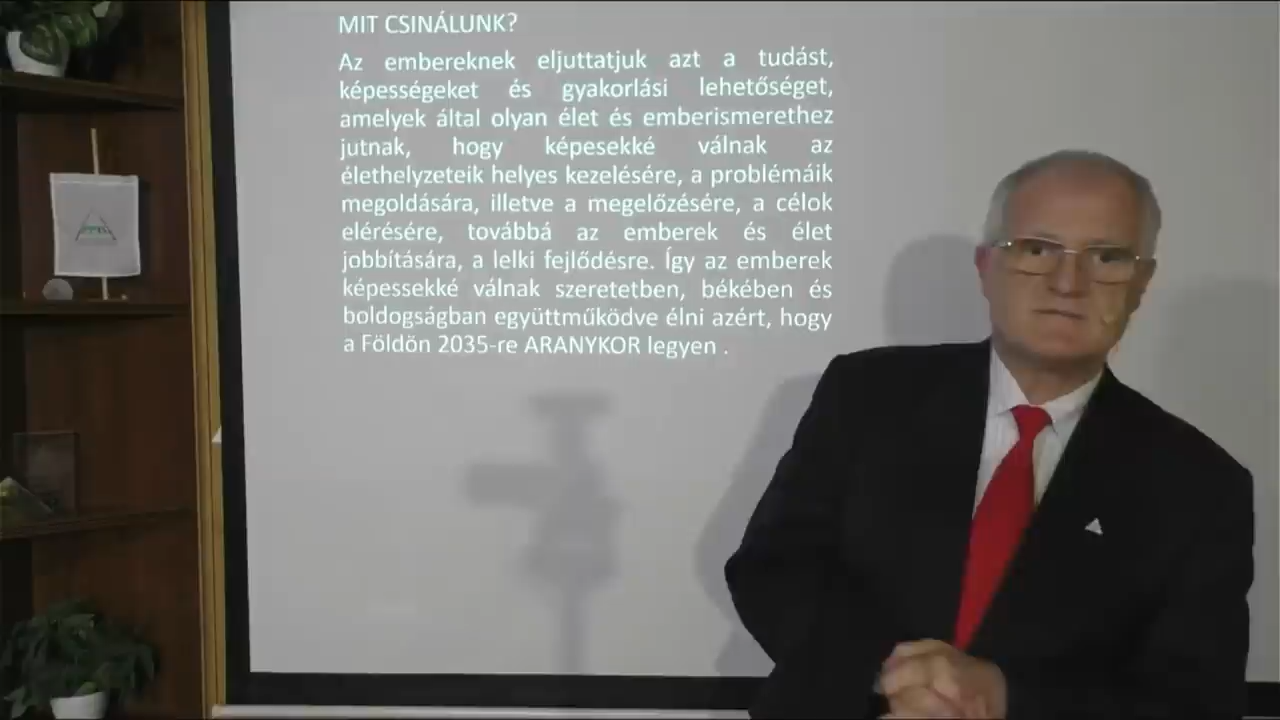 MIT CSINÁLUNK?
Az embereknek eljuttatjuk azt a tudást,
képességeket és gyakorlási lehetőséget,
amelyek által olyan élet és emberismerethez
jutnak, hogy képesekké válnak az
élethelyzeteik helyes kezelésére, a problémáik
megoldására, illetve a megelőzésére, a célok
elérésére, továbbá az emberek és élet
jobbítására, a lelki fejlődésre. Így az emberek
képessekké válnak szeretetben, békében és
boldogságban együttműködve élni azért, hogy
a Földön 2035-re ARANYKOR legyen .